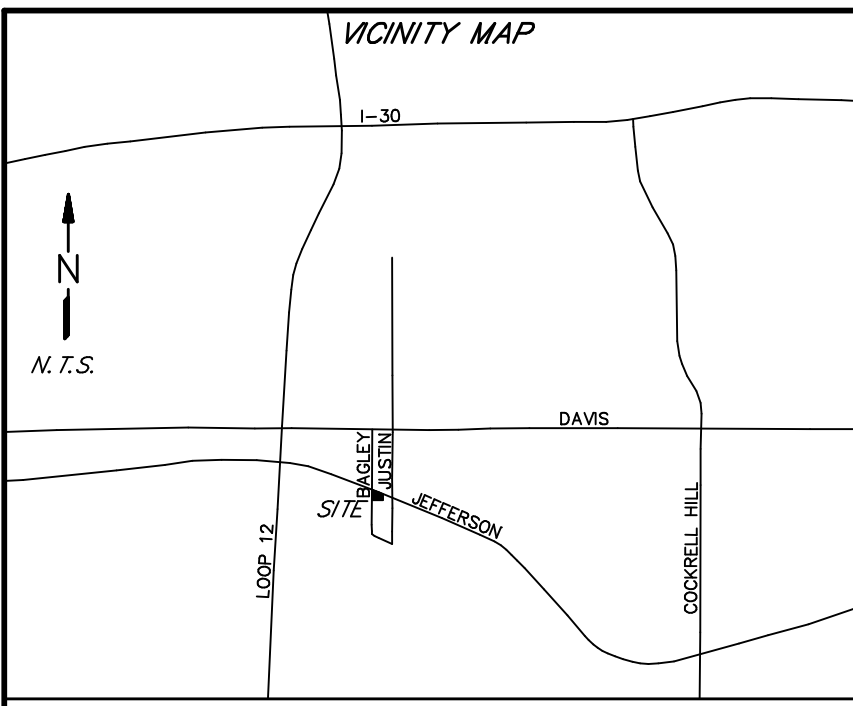 VICINITY MAP
I-30
N
N.T.S.
DAVIS
BAGLEY
JUSTIN
SITE
JEFFERSON
LOOP 12
COCKRELL HILL